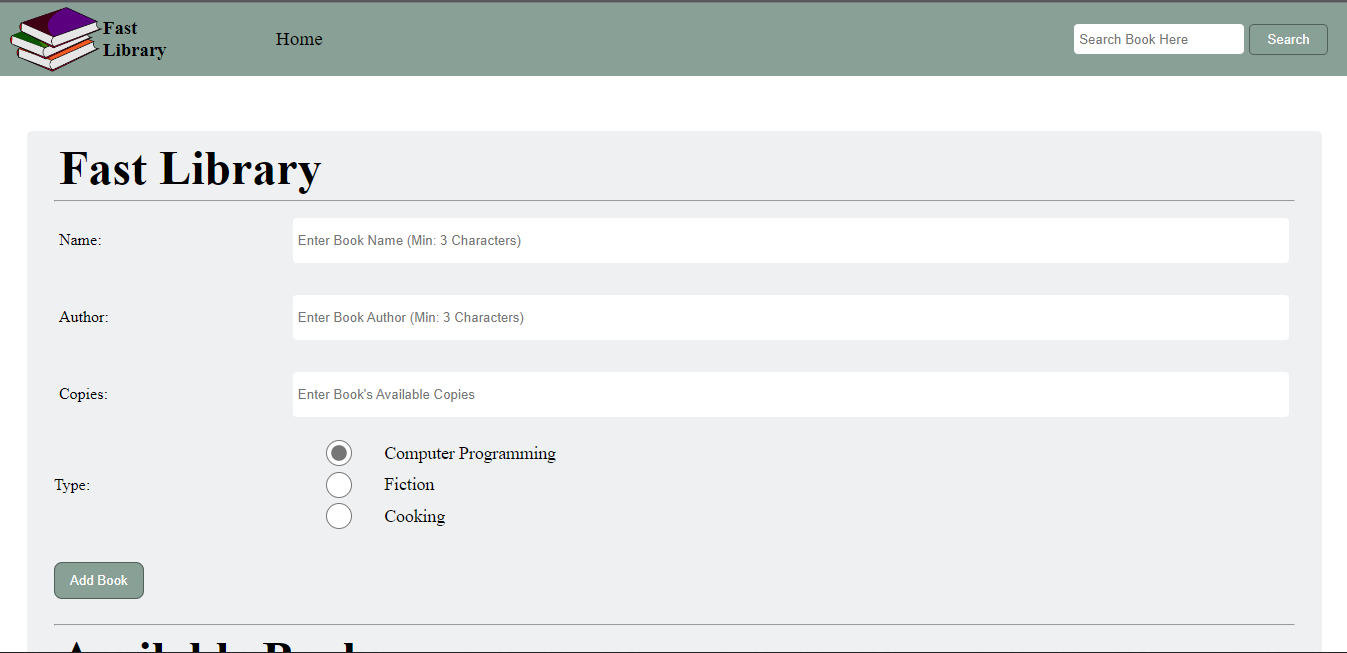 Fast
Library
Home
Search Book Here
Search
Fast Library
Name:
Enter Book Name (Min: 3 Characters)
Author:
Enter Book Author (Min: 3 Characters)
Copies:
Enter Book's Available Copies
Type:
Computer Programming
Fiction
Cooking
Add Book